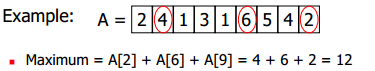 Example: A = 2 4 1 3 1 6 5 4 2
▪ Maximum = A[2] + A[6] + A[9] = 4 + 6 + 2 = 12